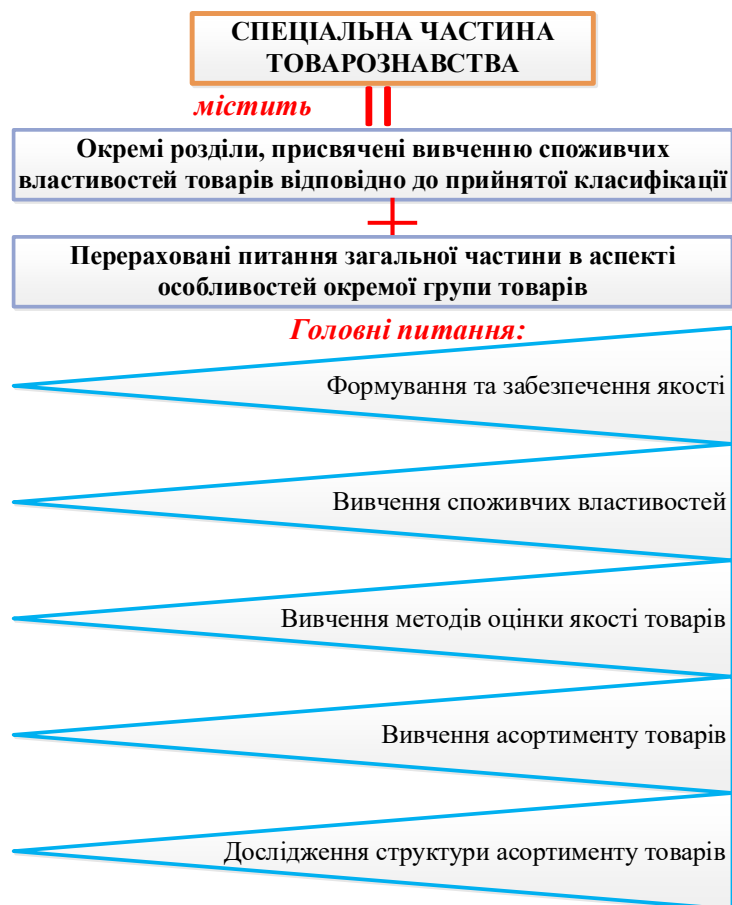 СПЕЦІАЛЬНА ЧАСТИНА
ТОВАРОЗНАВСТВА
містить
Окремі розділи, присвячені вивченню споживчих
властивостей товарів відповідно до прийнятої класифікації
Перераховані питання загальної частини в аспекті
особливостей окремої групи товарів
Головні питання:
Формування та забезпечення якості
Вивчення споживчих властивостей
Вивчення методів оцінки якості товарів
Вивчення асортименту товарів
Дослідження структури асортименту товарів